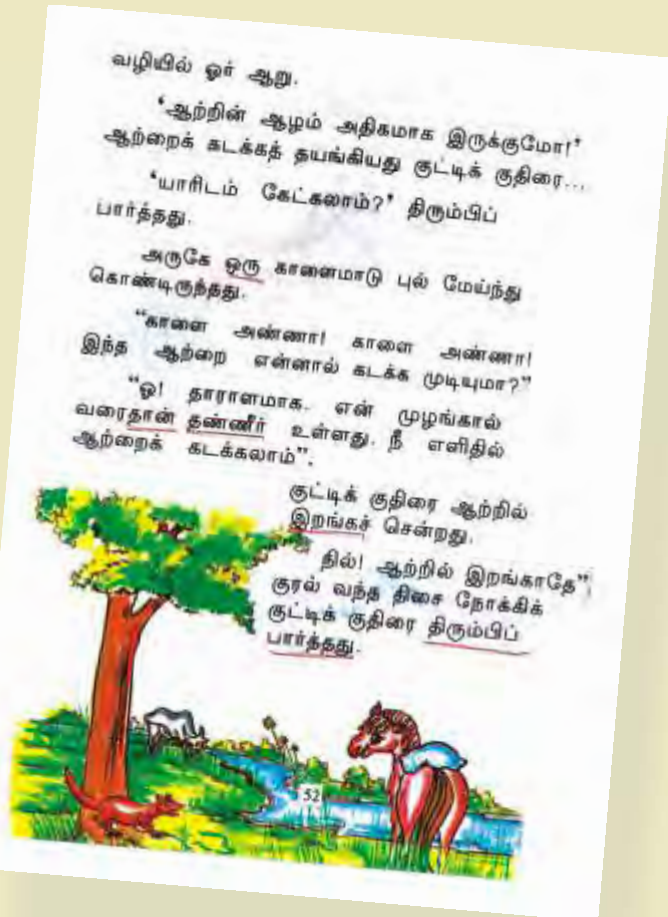 வழியில் ஓர் ஆறு.
‘ஆற்றின் ஆழம் அதிகமாக இருக்குமோ!’
ஆற்றைக் கடக்கத் தயங்கியது குட்டிக் குதிரை...
‘யாரிடம் கேட்கலாம்?’ திரும்பிப்
பார்த்தது.
அருகே ஒரு காளைமாடு புல் மேய்ந்து
கொண்டிருந்தது.
“காளை அண்ணா! காளை அண்ணா!
இந்த ஆற்றை என்னால் கடக்க முடியுமா?”
“ஓ! தாராளமாக. என் முழங்கால்
வரைதான் தண்ணீர் உள்ளது. நீ எளிதில்
ஆற்றைக் கடக்கலாம்”.
குட்டிக் குதிரை ஆற்றில்
இறங்கச் சென்றது.
தில்! ஆற்றில் இறங்காதே”,
குரல் வந்த திசை நோக்கிக்
குட்டிக் குதிரை திரும்பிப்
பார்த்தது.
52